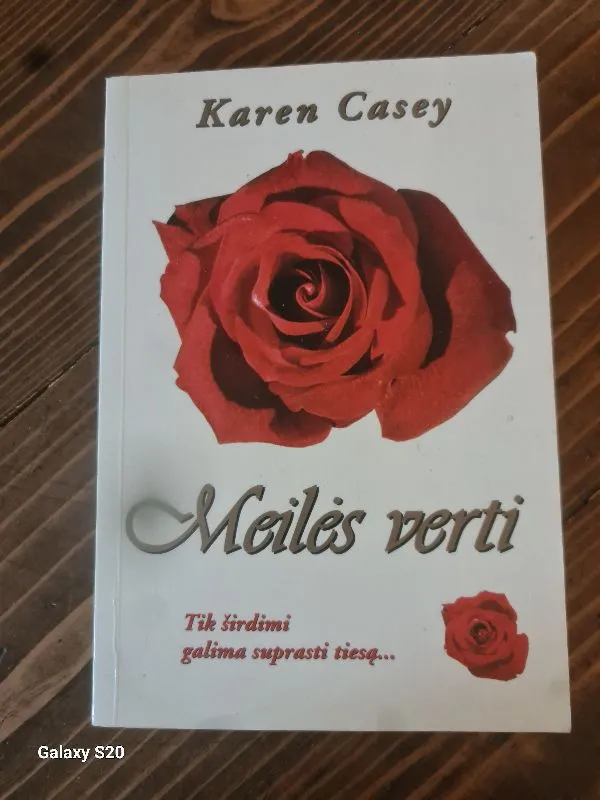 Karen Casey
Meilės verti
Tik širdimi
galima suprasti tiesą...
Galaxy S20